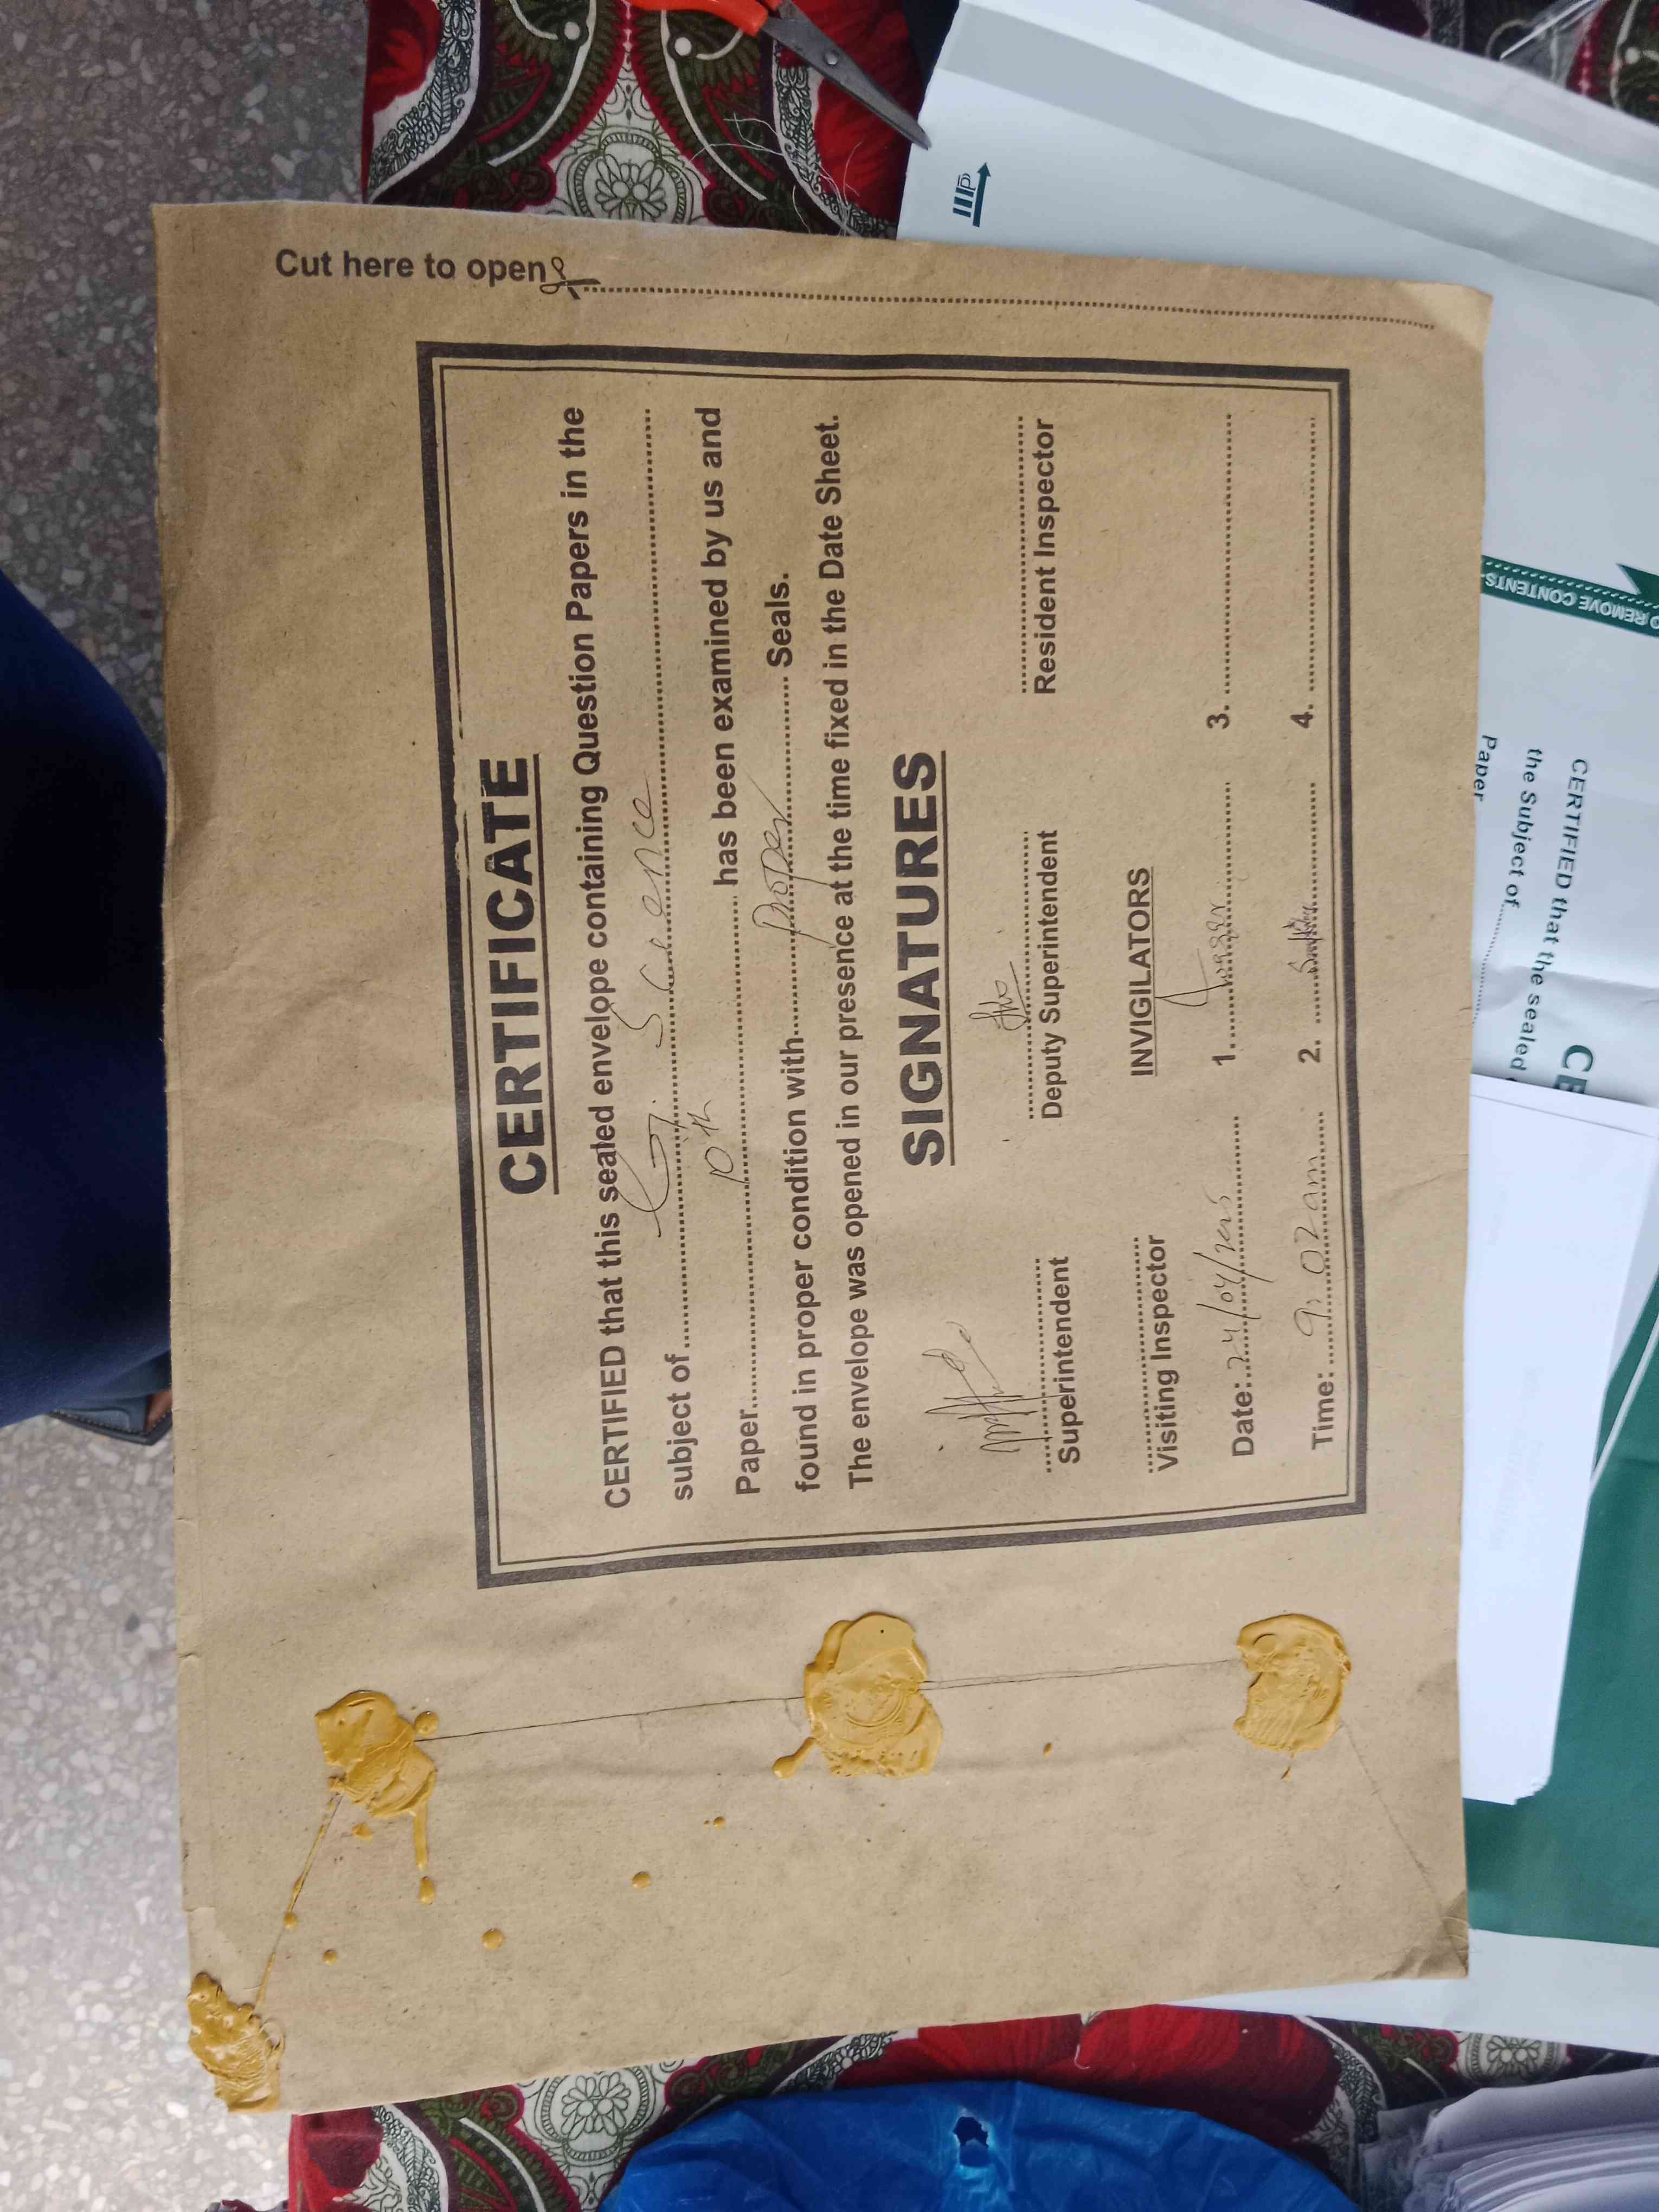 Cut here to open
CERTIFICATE
CERTIFIED that this sealed envelope containing Question Papers in the
subject of G. Science
Paper 10th has been examined by us and
found in proper condition with proper Seals.
The envelope was opened in our presence at the time fixed in the Date Sheet.
SIGNATURES
Superintendent Deputy Superintendent Resident Inspector
Visiting Inspector INVIGILATORS
Date: 24/04/2025 1. 3.
Time: 9:02 am 2. 4.
REMOVE CONTENTS
CERTIFIED that the sealed
the Subject of
Paper